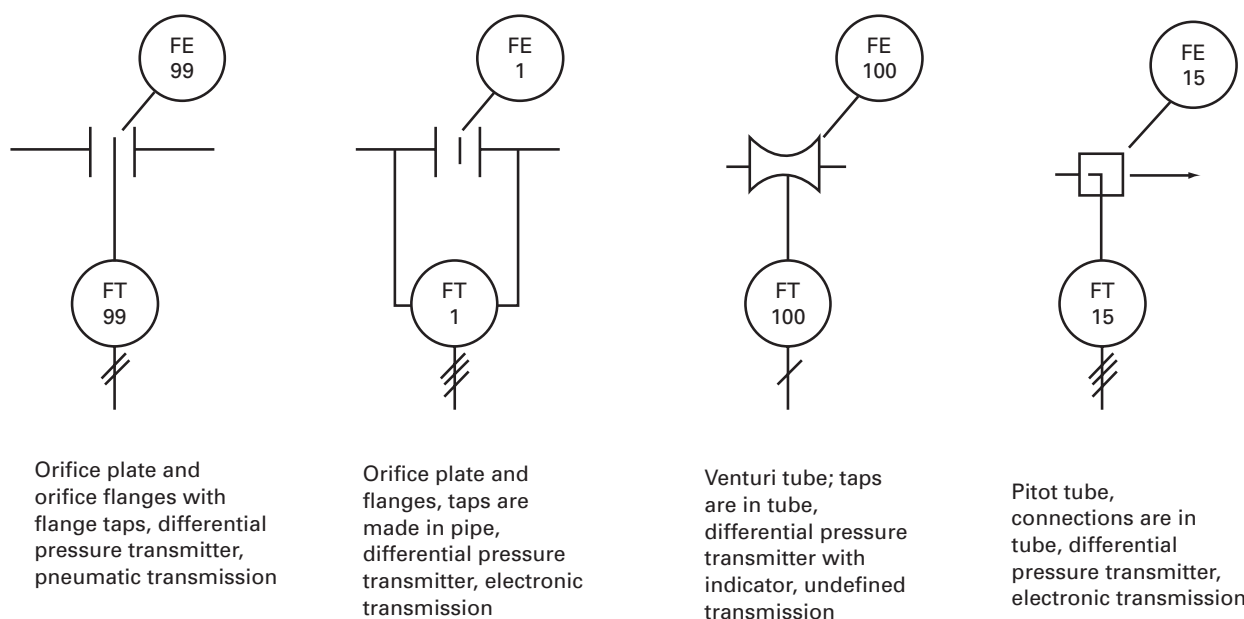 FE
99
FE
1
FE
100
FE
15
FT
99
FT
1
FT
100
FT
15
Orifice plate and
orifice flanges with
flange taps, differential
pressure transmitter,
pneumatic transmission
Orifice plate and
flanges, taps are
made in pipe,
differential pressure
transmitter, electronic
transmission
Venturi tube; taps
are in tube,
differential pressure
transmitter with
indicator, undefined
transmission
Pitot tube,
connections are in
tube, differential
pressure transmitter,
electronic transmission